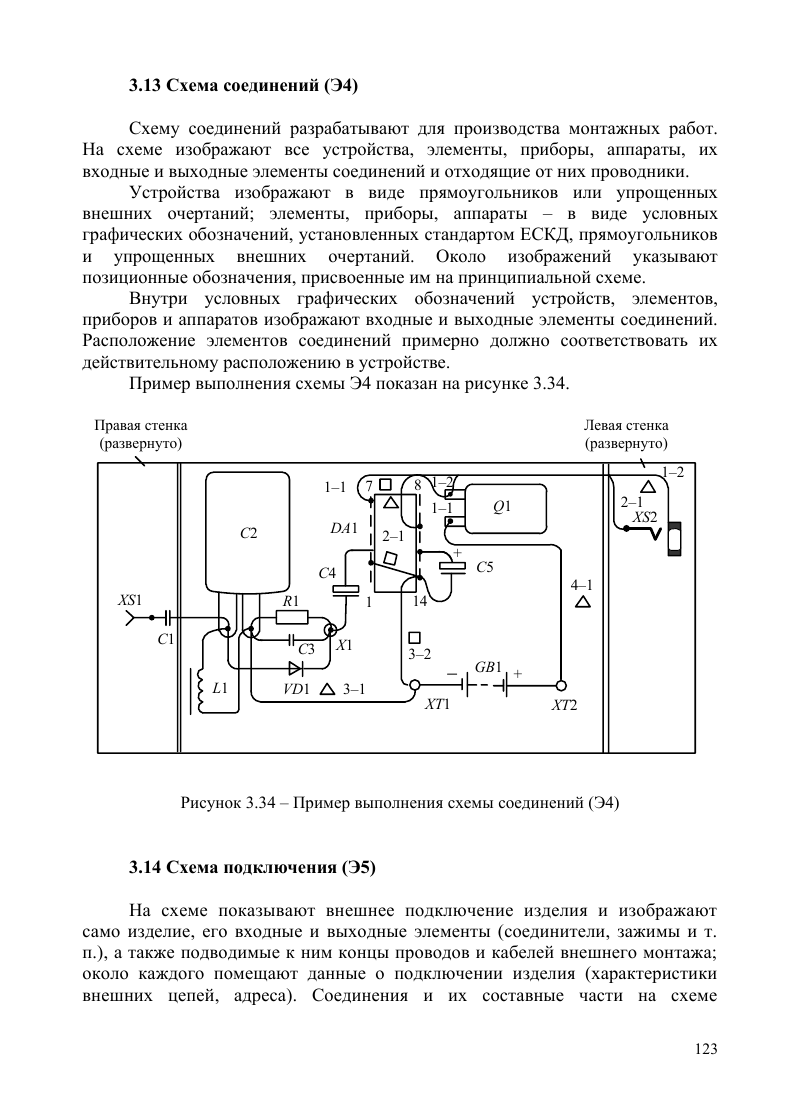 3.13 Схема соединений (Э4)
Схему соединений разрабатывают для производства монтажных работ.
На схеме изображают все устройства, элементы, приборы, аппараты, их
входные и выходные элементы соединений и отходящие от них проводники.
Устройства изображают в виде прямоугольников или упрощенных
внешних очертаний; элементы, приборы, аппараты – в виде условных
графических обозначений, установленных стандартом ЕСКД, прямоугольников
и упрощенных внешних очертаний. Около изображений указывают
позиционные обозначения, присвоенные им на принципиальной схеме.
Внутри условных графических обозначений устройств, элементов,
приборов и аппаратов изображают входные и выходные элементы соединений.
Расположение элементов соединений примерно должно соответствовать их
действительному расположению в устройстве.
Пример выполнения схемы Э4 показан на рисунке 3.34.
Правая стенка
(развернуто)
Левая стенка
(развернуто)
1–2
1–1 7 8 1–2
2–1
1–1 Q1
XS2
DA1
C2
2–1
+
C5
C4
4–1
XS1
R1
1 14
C1
C3 X1
3–2
GB1
– +
L1
VD1 3–1
XT1
XT2
Рисунок 3.34 – Пример выполнения схемы соединений (Э4)
3.14 Схема подключения (Э5)
На схеме показывают внешнее подключение изделия и изображают
само изделие, его входные и выходные элементы (соединители, зажимы и т.
п.), а также подводимые к ним концы проводов и кабелей внешнего монтажа;
около каждого помещают данные о подключении изделия (характеристики
внешних цепей, адреса). Соединения и их составные части на схеме
123